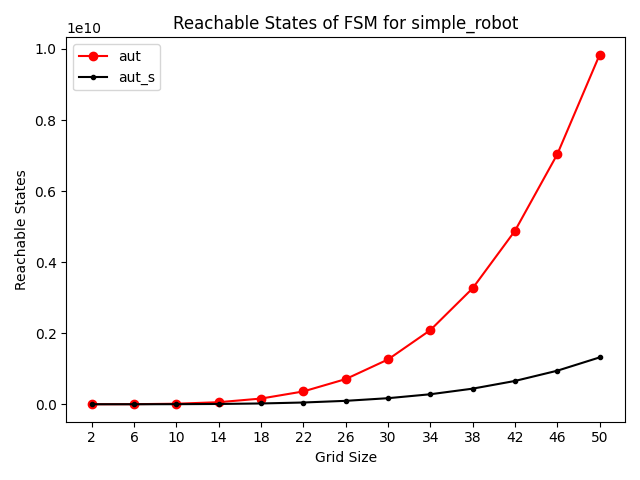 Reachable States of FSM for simple_robot
1e10
aut
aut_s
1.0
0.8
0.6
0.4
0.2
0.0
Reachable States
2 6 10 14 18 22 26 30 34 38 42 46 50
Grid Size